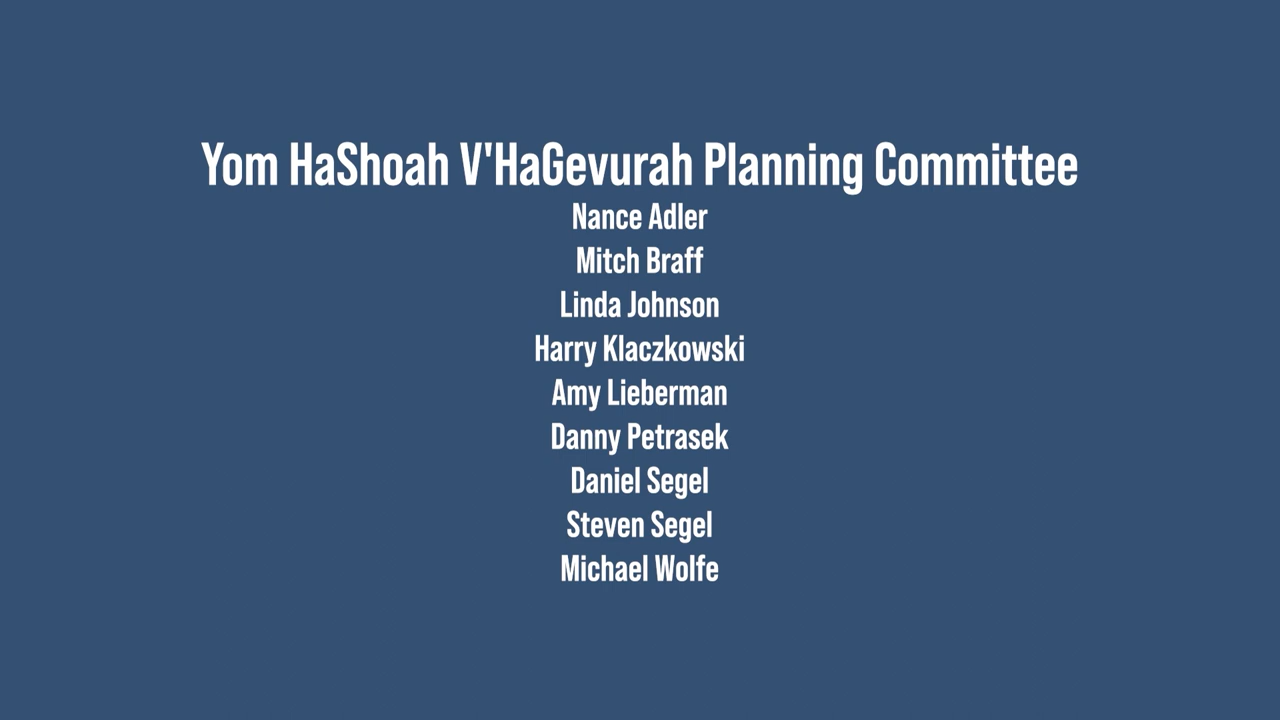 Yom HaShoah V'HaGevurah Planning Committee
Nance Adler
Mitch Braff
Linda Johnson
Harry Klaczkowski
Amy Lieberman
Danny Petrasek
Daniel Segel
Steven Segel
Michael Wolfe